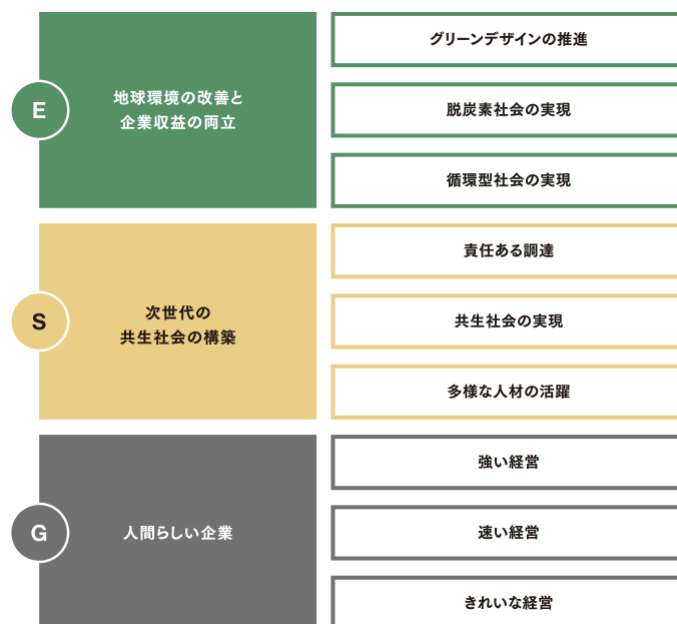 E
地球環境の改善と
企業収益の両立
グリーンデザインの推進
脱炭素社会の実現
循環型社会の実現
S
次世代の
共生社会の構築
責任ある調達
共生社会の実現
多様な人材の活躍
G
人間らしい企業
強い経営
速い経営
きれいな経営